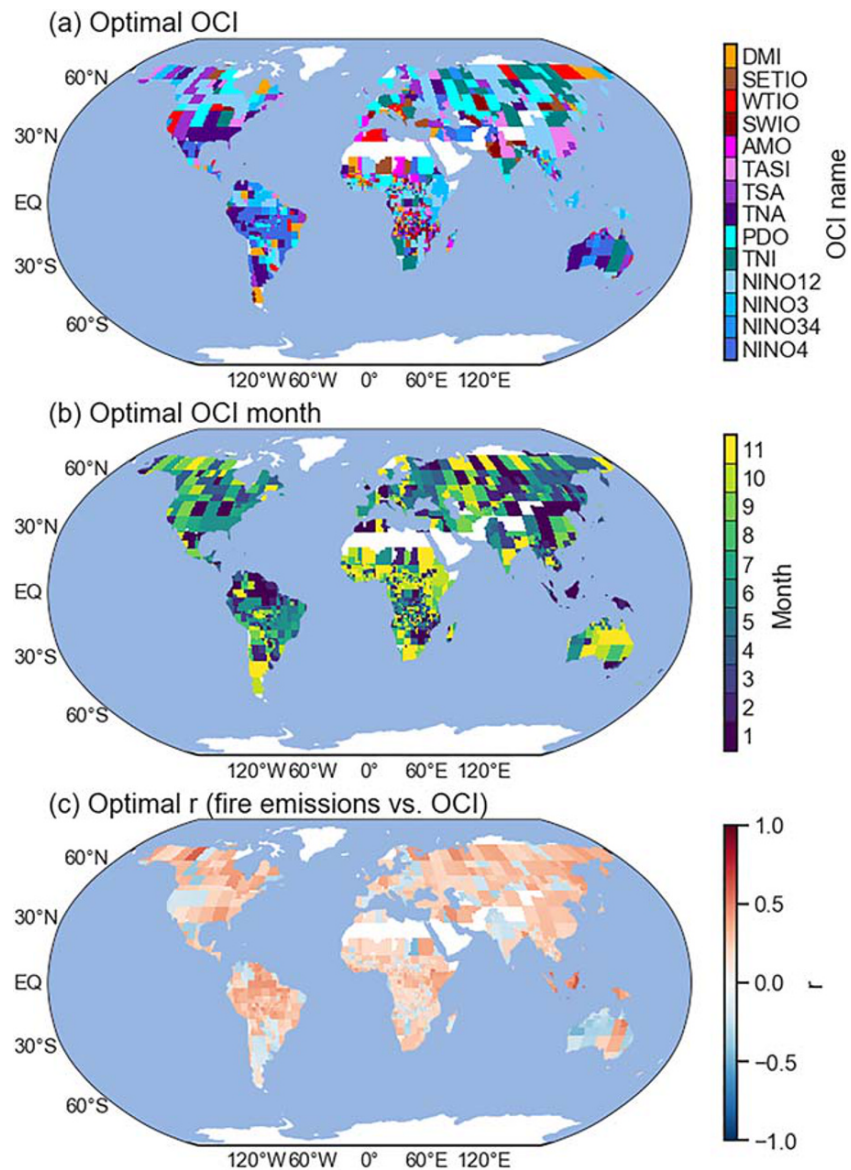 (a) Optimal OCI
60°N
30°N
EQ
30°S
60°S
120°W 60°W 0° 60°E 120°E
DMI
SETIO
WTIO
SWIO
AMO
TASI
TSA
TNA
PDO
TNI
NINO12
NINO3
NINO34
NINO4
OCI name
(b) Optimal OCI month
60°N
30°N
EQ
30°S
60°S
120°W 60°W 0° 60°E 120°E
11
10
9
8
7
6
5
4
3
2
1
Month
(c) Optimal r (fire emissions vs. OCI)
60°N
30°N
EQ
30°S
60°S
120°W 60°W 0° 60°E 120°E
1.0
0.5
0.0
−0.5
−1.0
r